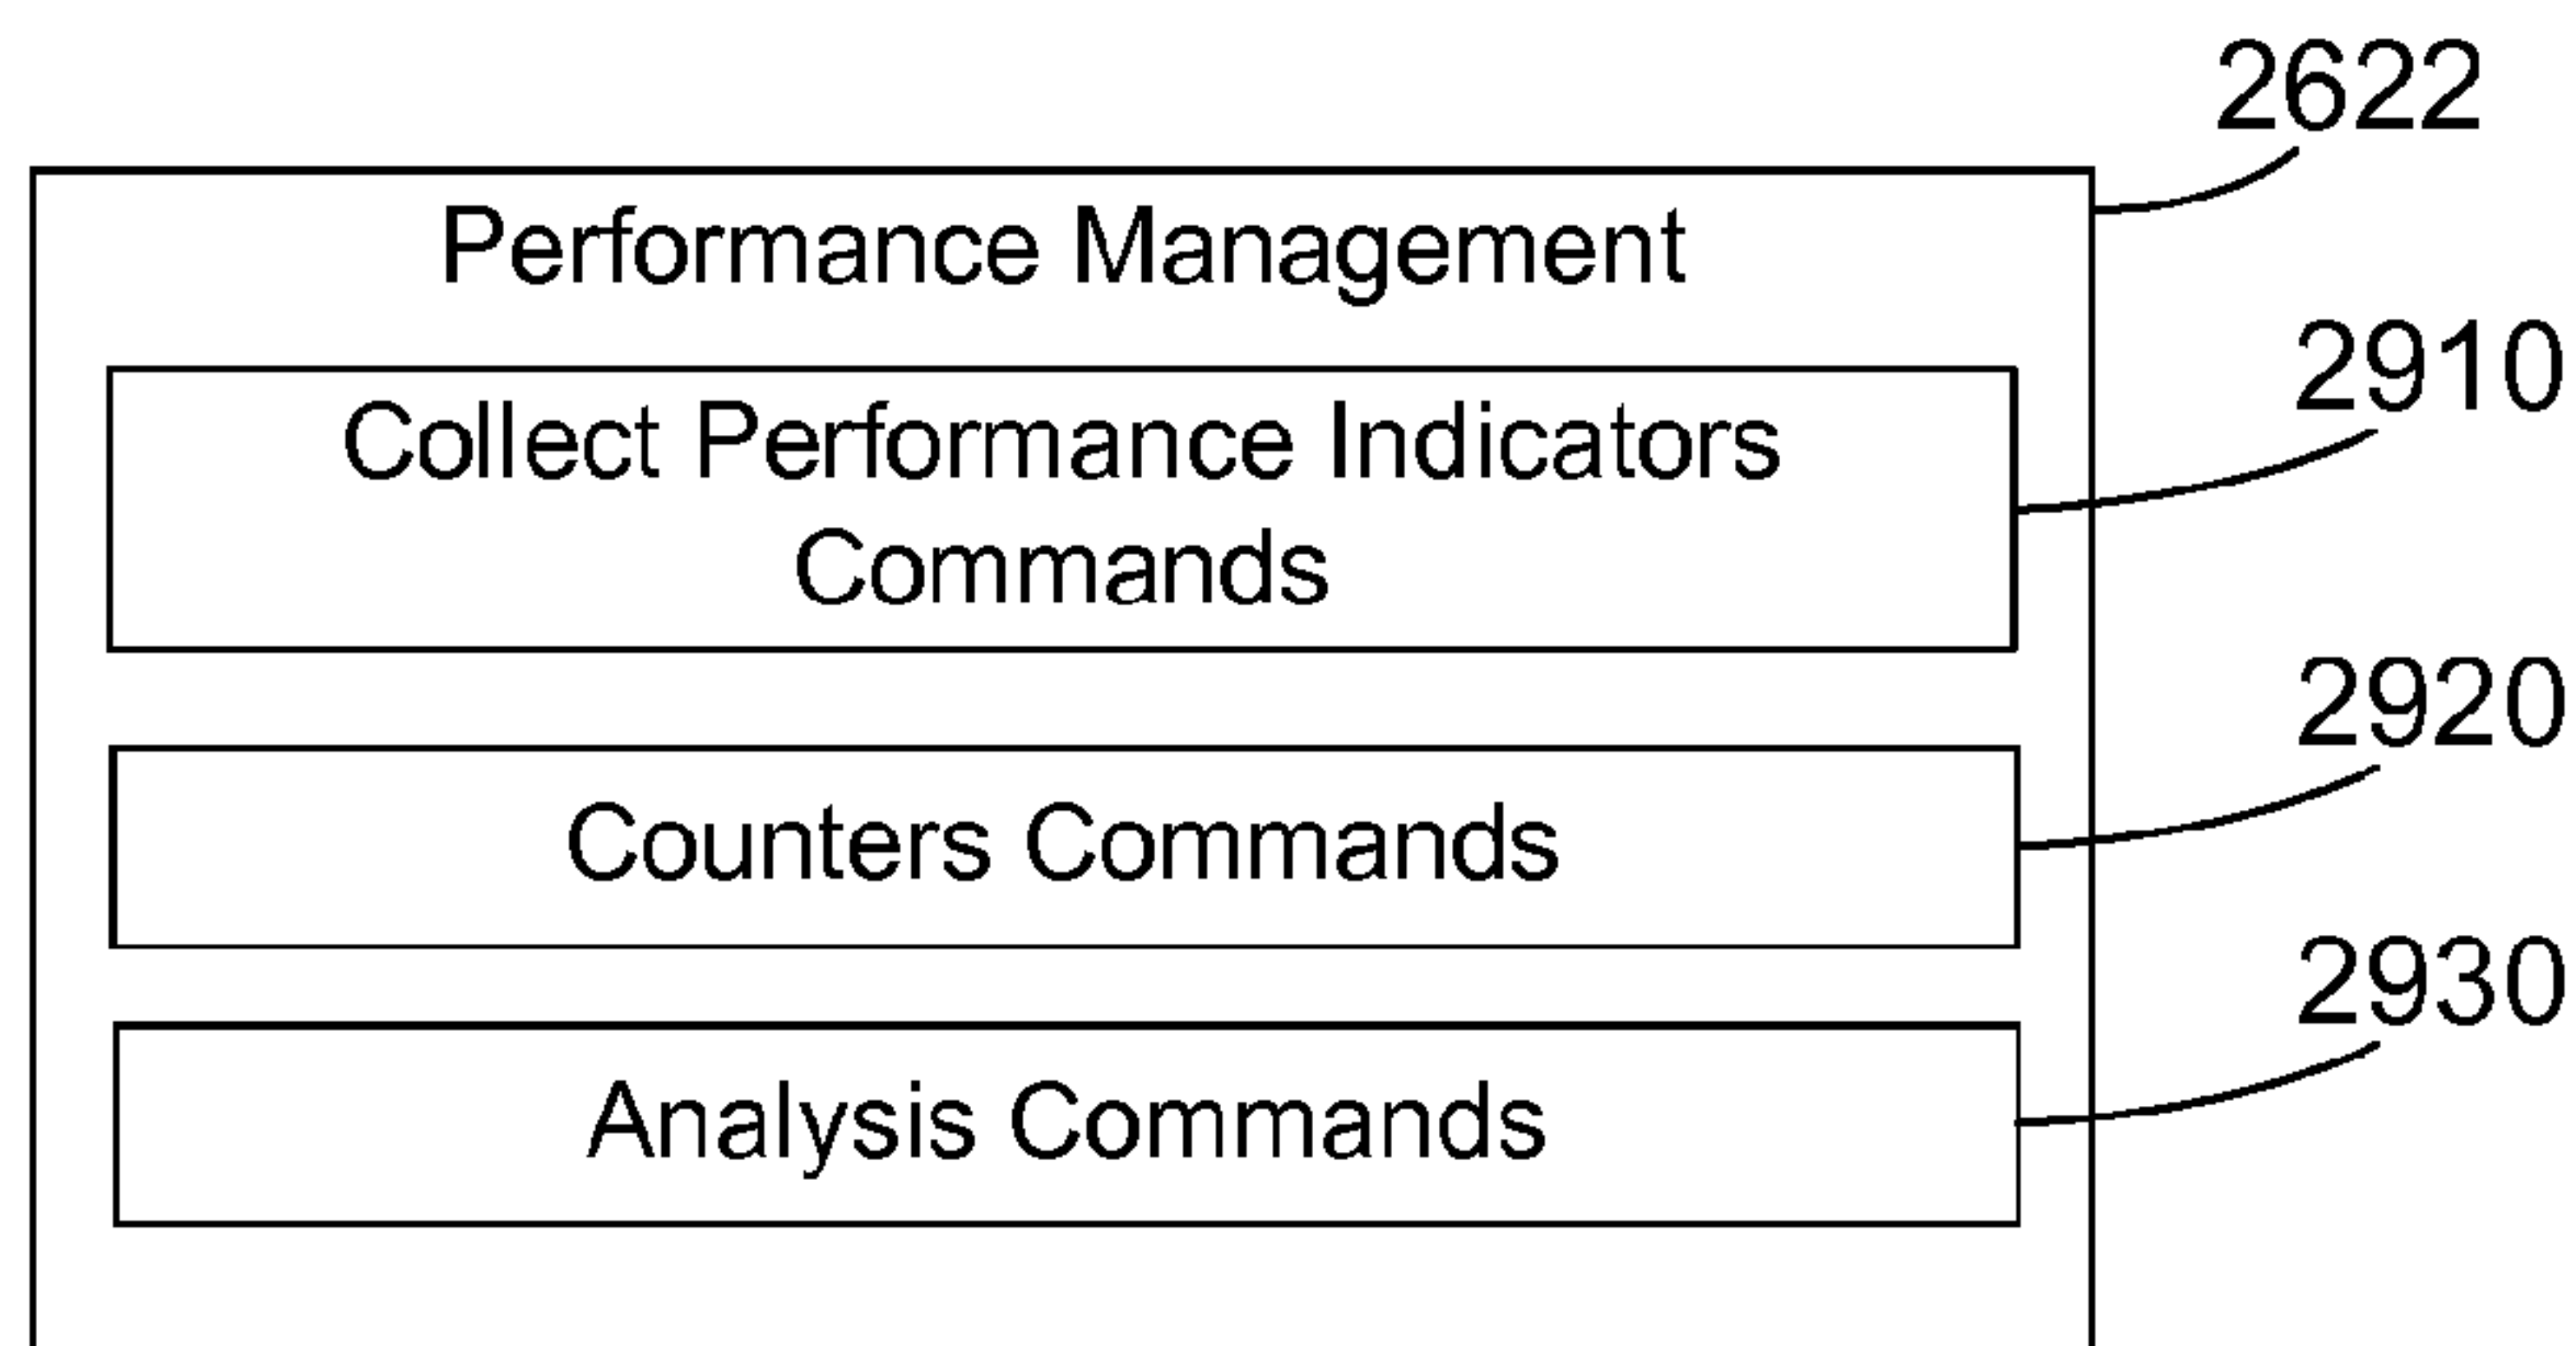 2622
Performance Management
2910
Collect Performance Indicators
Commands
2920
Counters Commands
2930
Analysis Commands